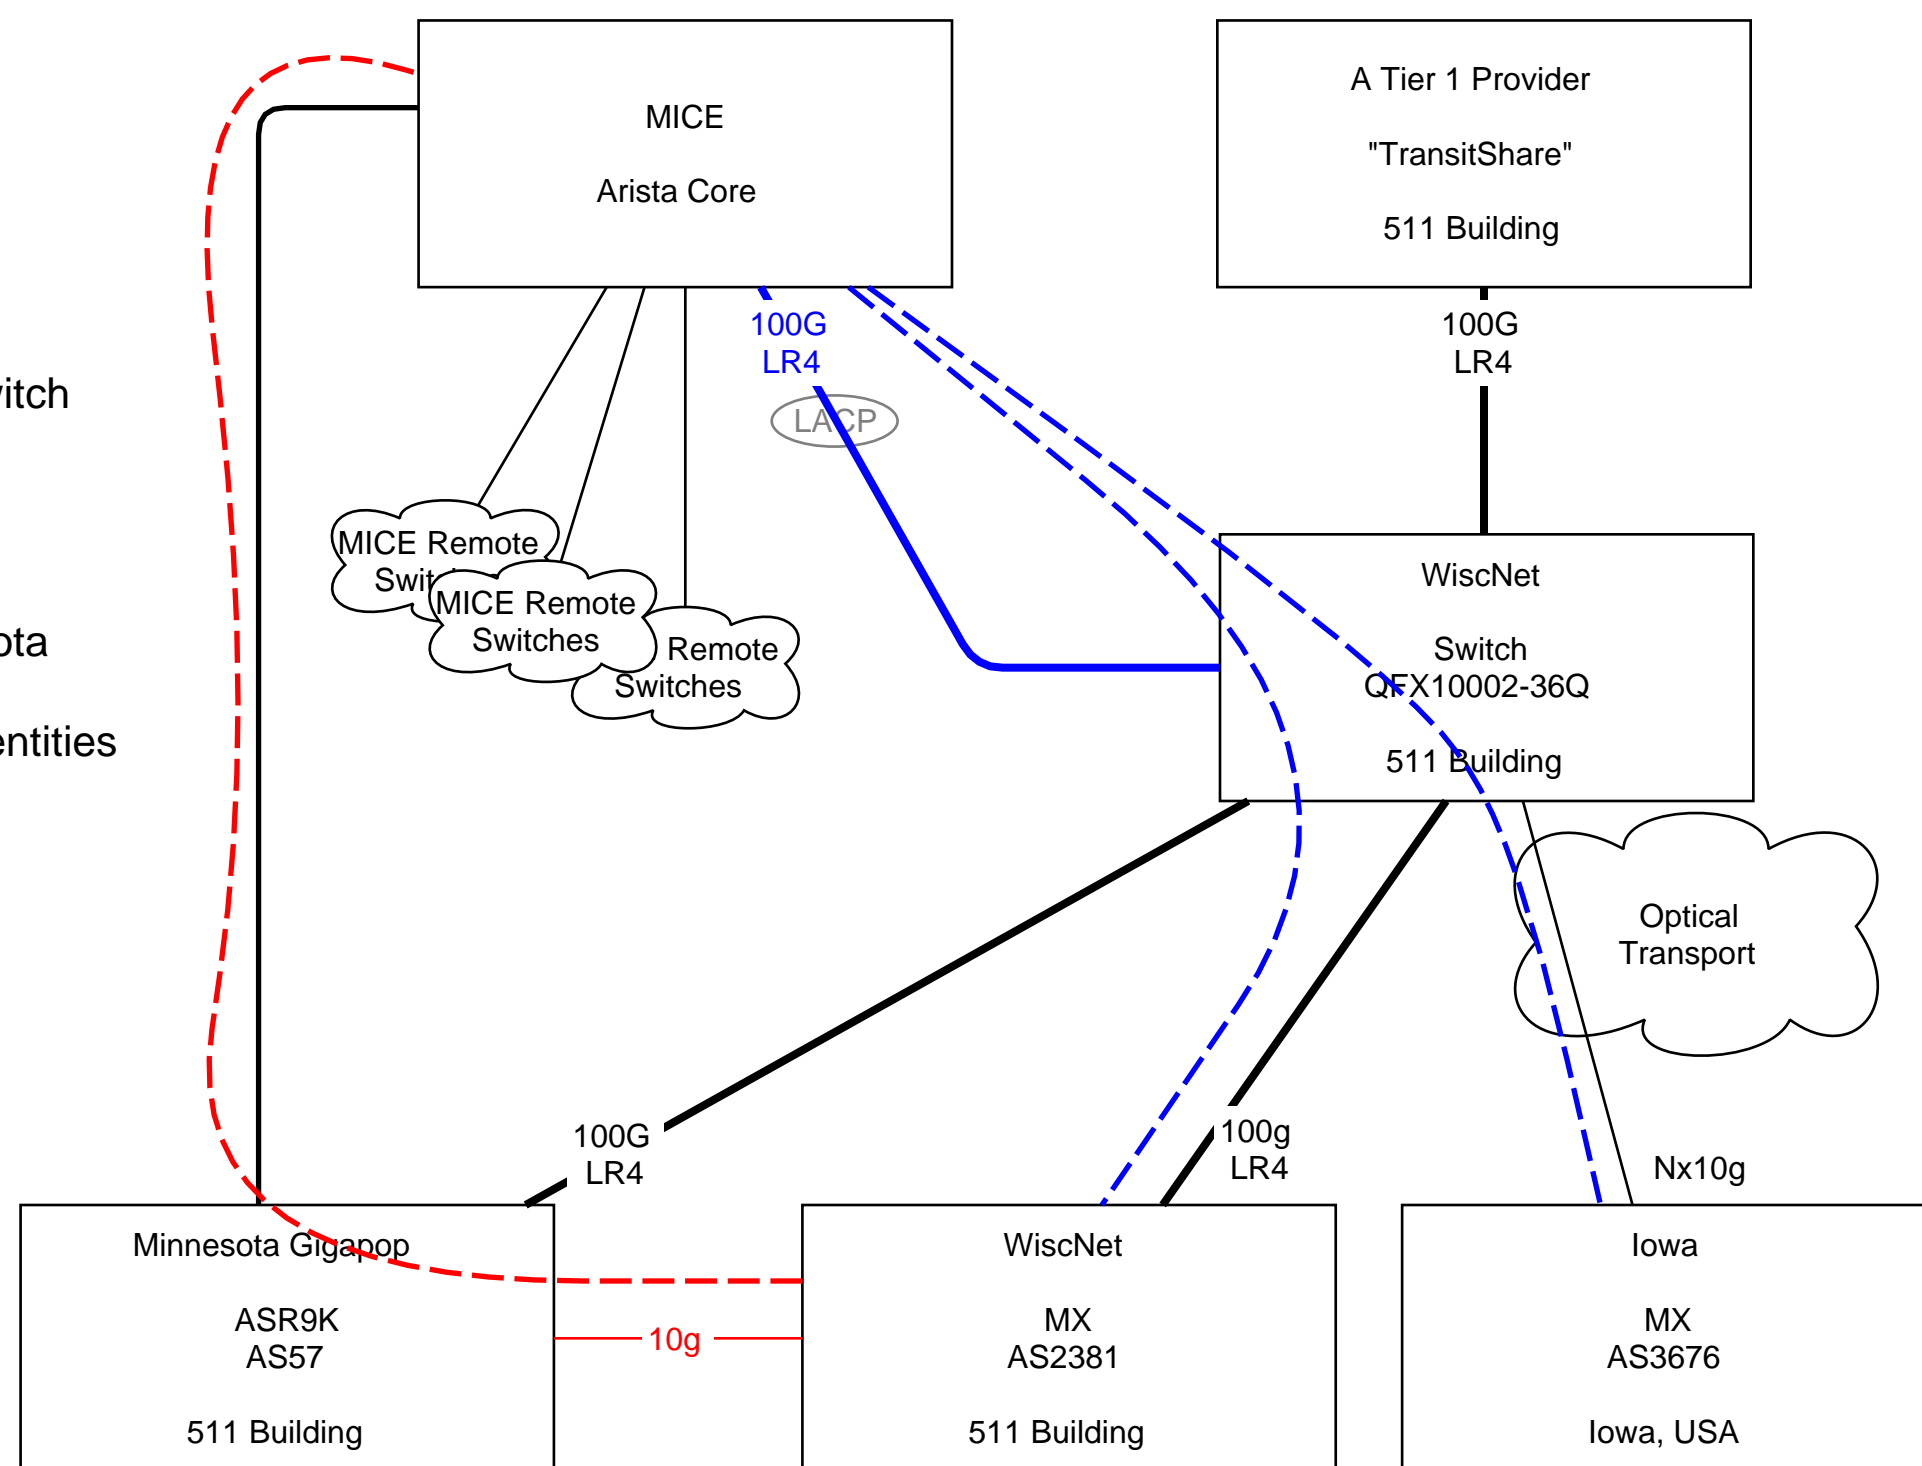 MICE
Arista Core
A Tier 1 Provider
"TransitShare"
511 Building
100G
LR4
100G
LR4
LACP
MICE Remote
MICE Remote
Switches
Remote
Switches
WiscNet
Switch
QFX10002-36Q
511 Building
entities
Optical
Transport
100G
LR4
100g
LR4
Nx10g
Minnesota Gigapop
ASR9K
AS57
511 Building
10g
WiscNet
MX
AS2381
511 Building
Iowa
MX
AS3676
Iowa, USA